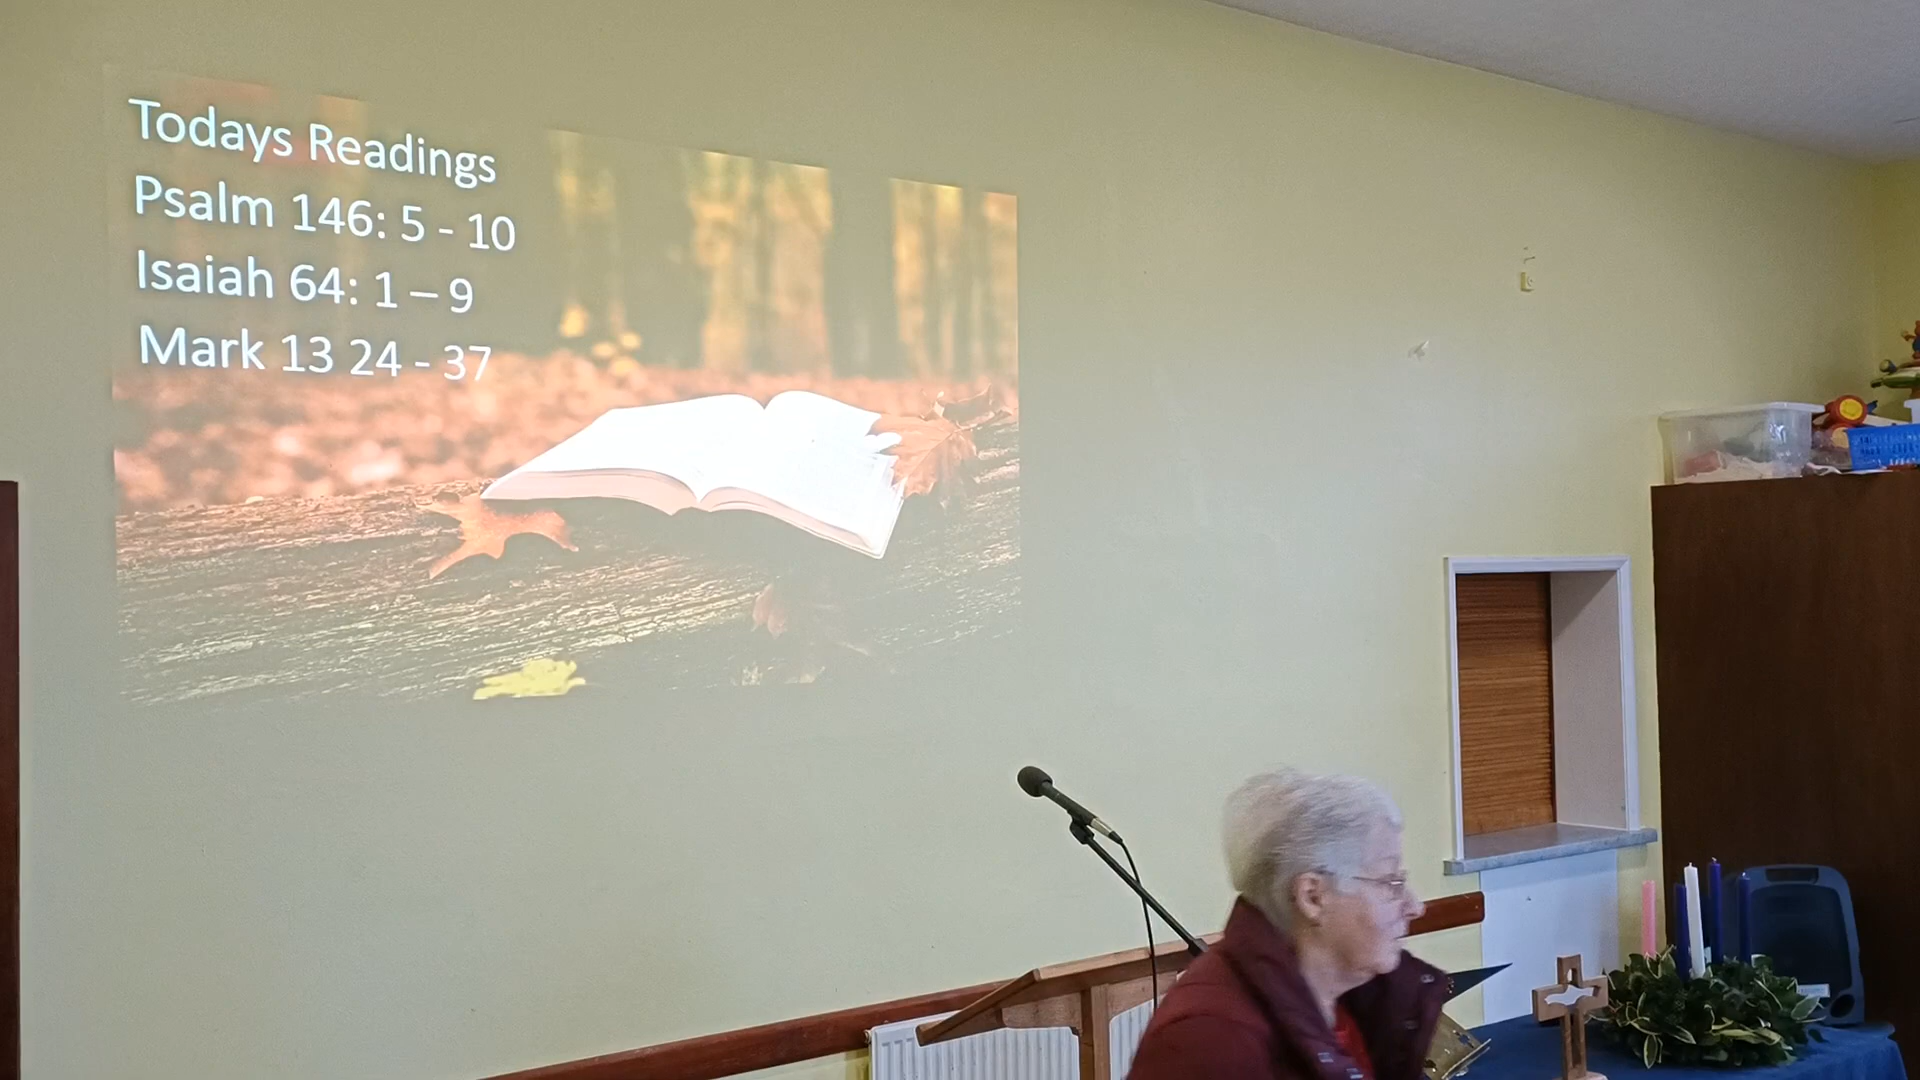 Todays Readings
Psalm 146: 5 - 10
Isaiah 64: 1 – 9
Mark 13 24 - 37